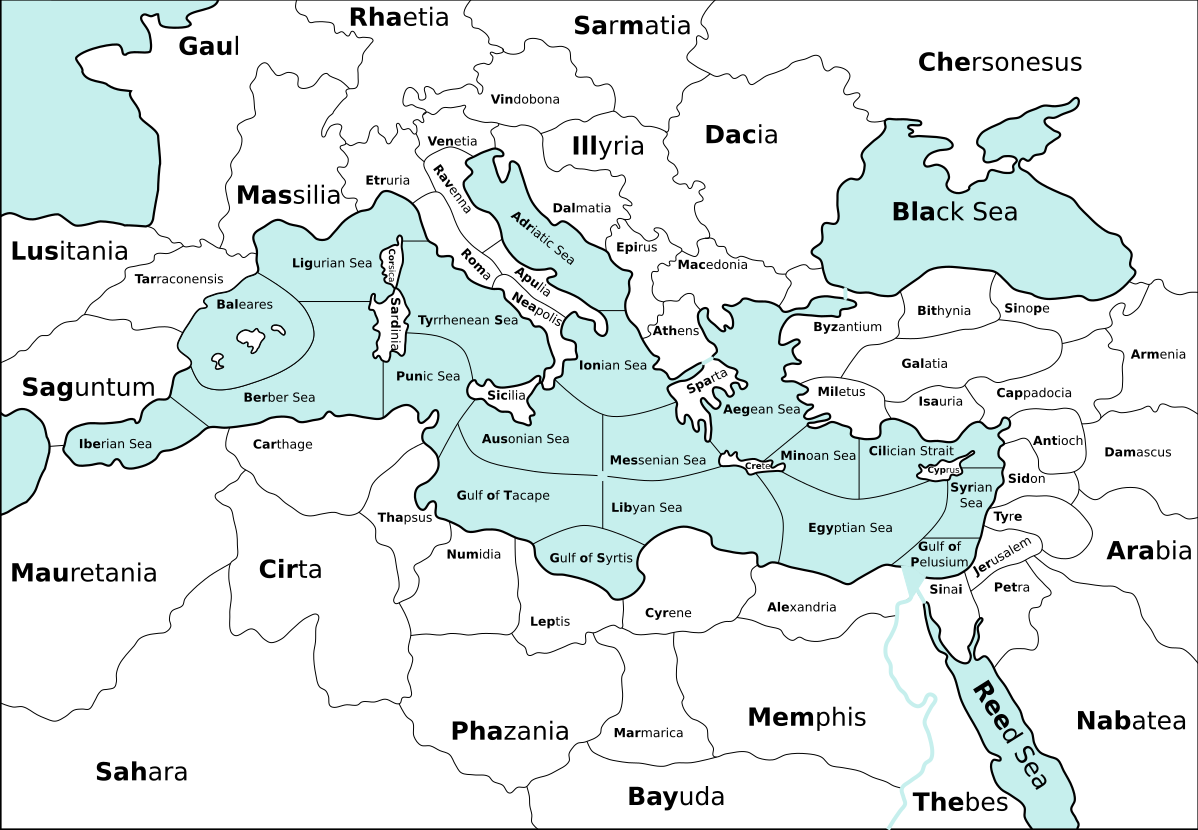 Rhaetia
Sarmatia
Gaul
Chersonesus
Vindobona
Dacia
Venetia
Illyria
Etruria
Ravenna
Massilia
Dalmatia
Black Sea
Adriatic Sea
Lusitania
Epirus
Ligurian Sea
Corsica
Roma
Macedonia
Tarraconensis
Apulia
Baleares
Neapolis
Sardinia
Tyrrhenean Sea
Bithynia
Sinope
Athens
Byzantium
Armenia
Ionian Sea
Galatia
Punic Sea
Sparta
Saguntum
Berber Sea
Sicilia
Miletus
Isauria
Cappadocia
Aegean Sea
Iberian Sea
Carthage
Ausonian Sea
Antioch
Messenian Sea
Crete
Minoan Sea
Cilician Strait
Cyprus
Damascus
Sidon
Syrian
Sea
Gulf of Tacape
Libyan Sea
Thapsus
Egyptian Sea
Tyre
Numidia
Gulf of Syrtis
Gulf of
Pelusium
Jerusalem
Arabia
Mauretania
Cirta
Sinai
Petra
Leptis
Cyrene
Alexandria
Phazania
Marmarica
Memphis
Reed Sea
Nabatea
Sahara
Bayuda
Thebes